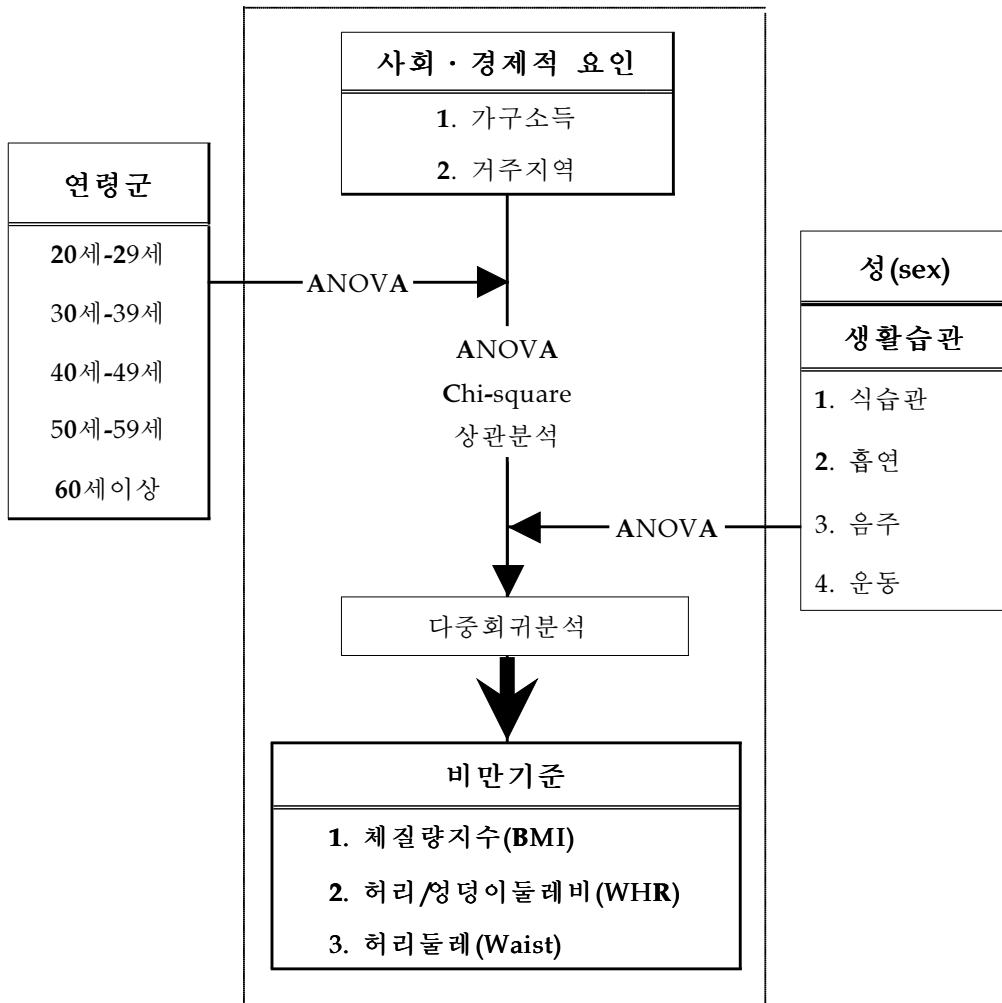 사회 · 경제적 요인
1. 가구소득
2. 거주지역
연령군
20세-29세
30세-39세
40세-49세
50세-59세
60세이상
ANOVA
ANOVA
Chi-square
상관분석
성(sex)
생활습관
1. 식습관
2. 흡연
3. 음주
4. 운동
ANOVA
다중회귀분석
비만기준
1. 체질량지수(BMI)
2. 허리/엉덩이둘레비(WHR)
3. 허리둘레(Waist)